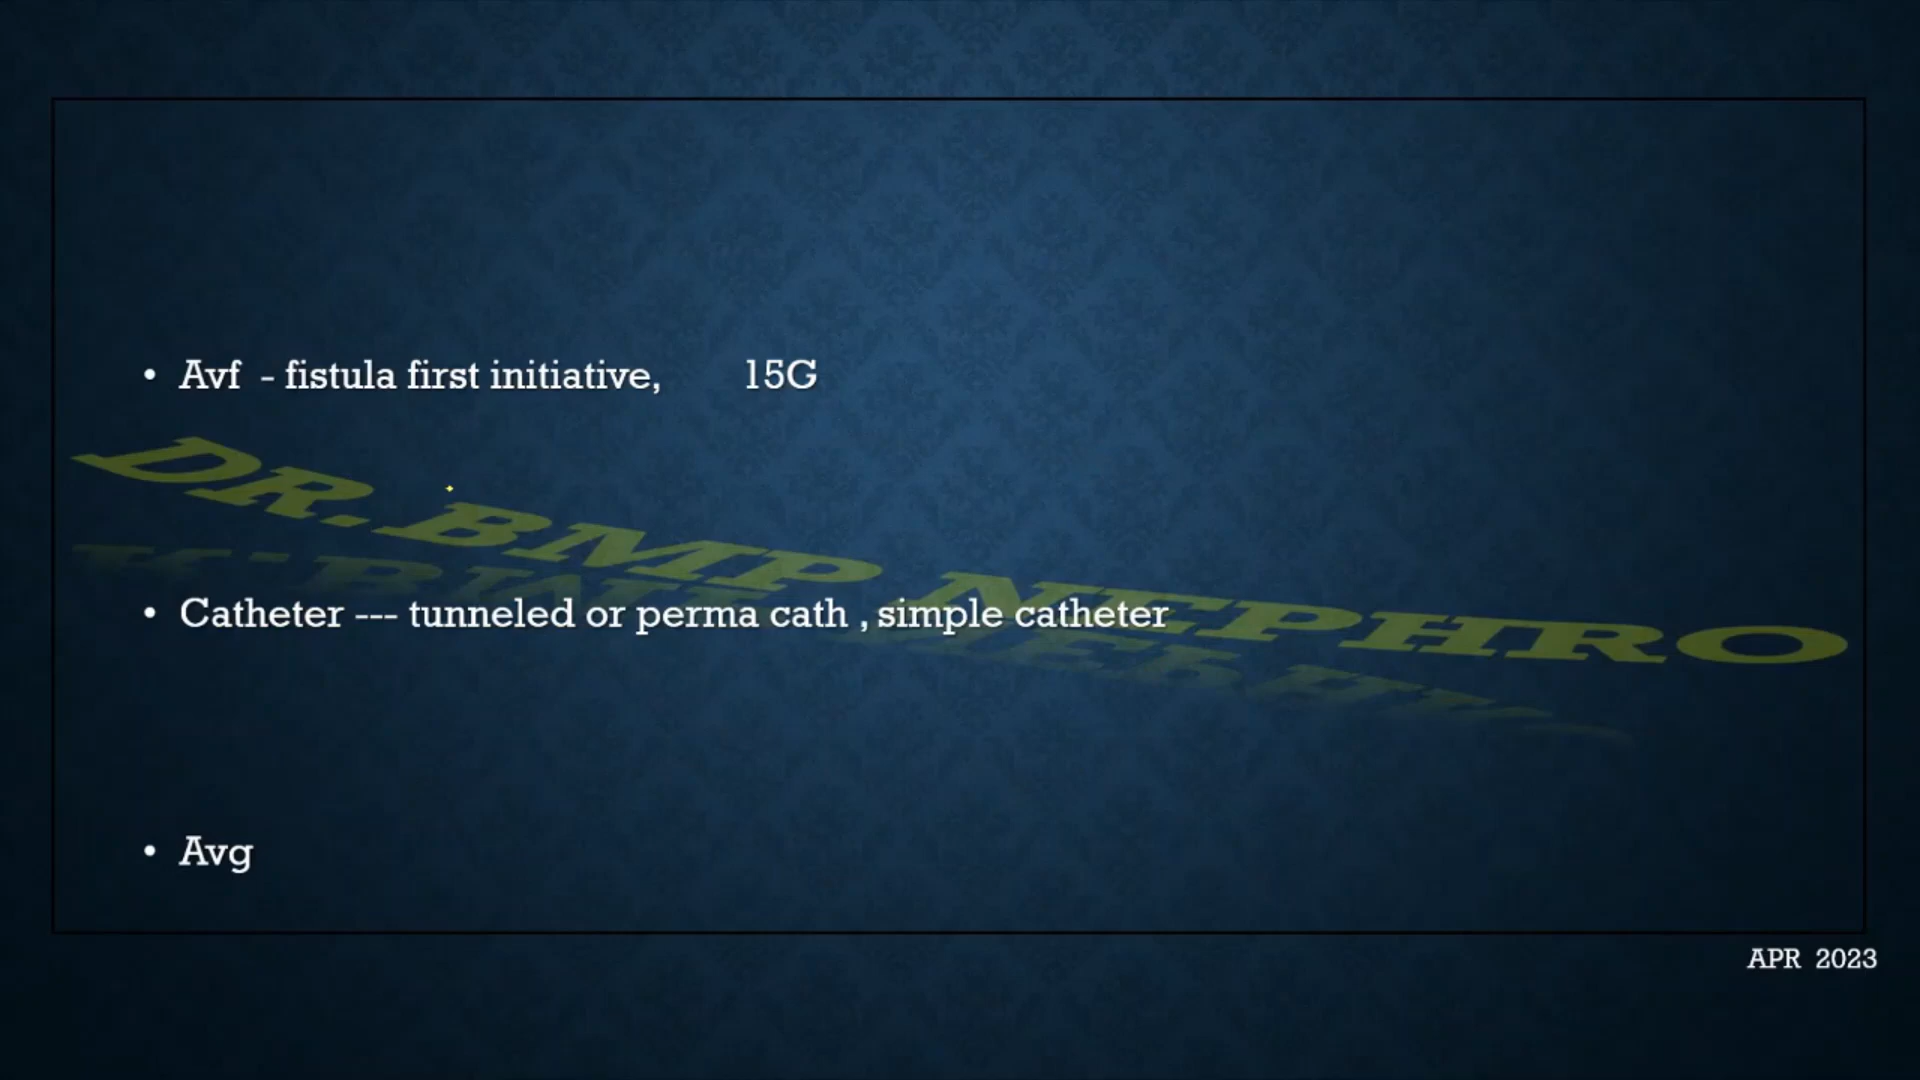 • Avf - fistula first initiative, 15G
DR. BMP NEPHRO
• Catheter --- tunneled or perma cath , simple catheter
• Avg
APR 2023